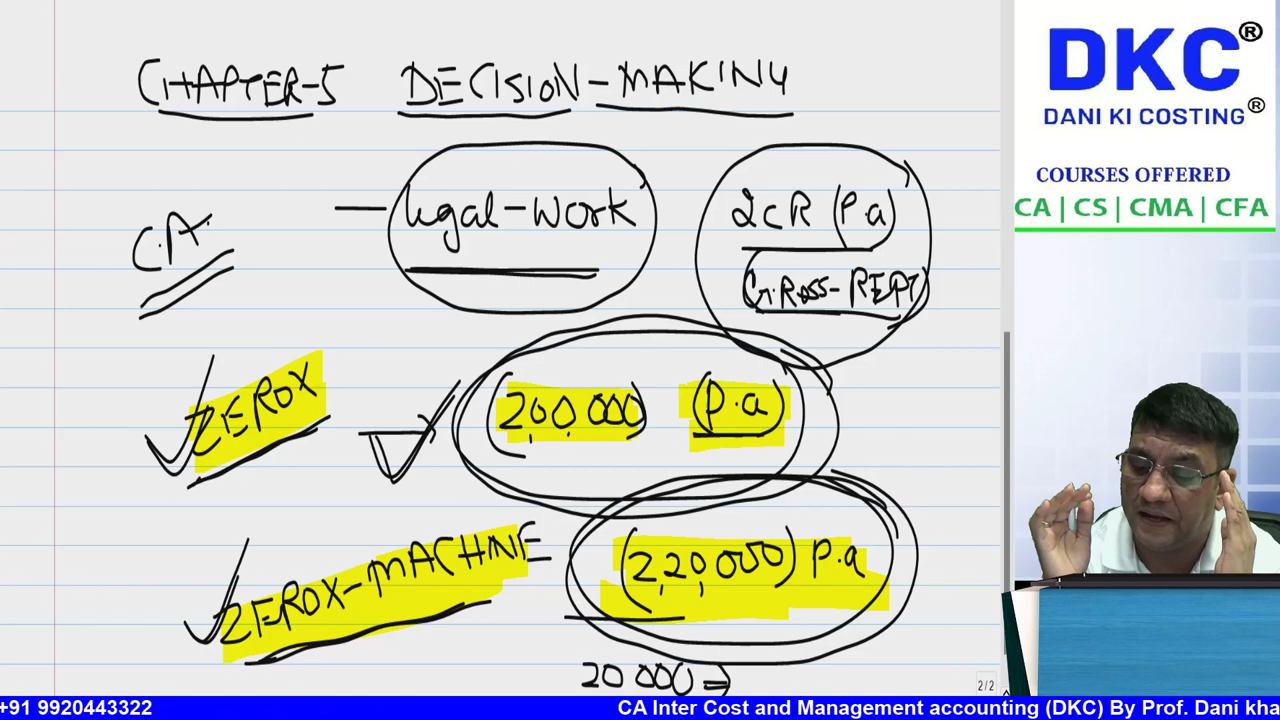 CHAPTER-5 DECISION-MAKING
C.A.
— legal-work
2CR (P.a)
GROSS-REPT
ZEROX
(2,00,000) (P.a)
ZEROX-MACHINE
(2,20,000) P.a
20 000 ⇒
2/2
DKC®
DANI KI COSTING®
COURSES OFFERED
CA | CS | CMA | CFA
+91 9920443322
CA Inter Cost and Management accounting (DKC) By Prof. Dani kha